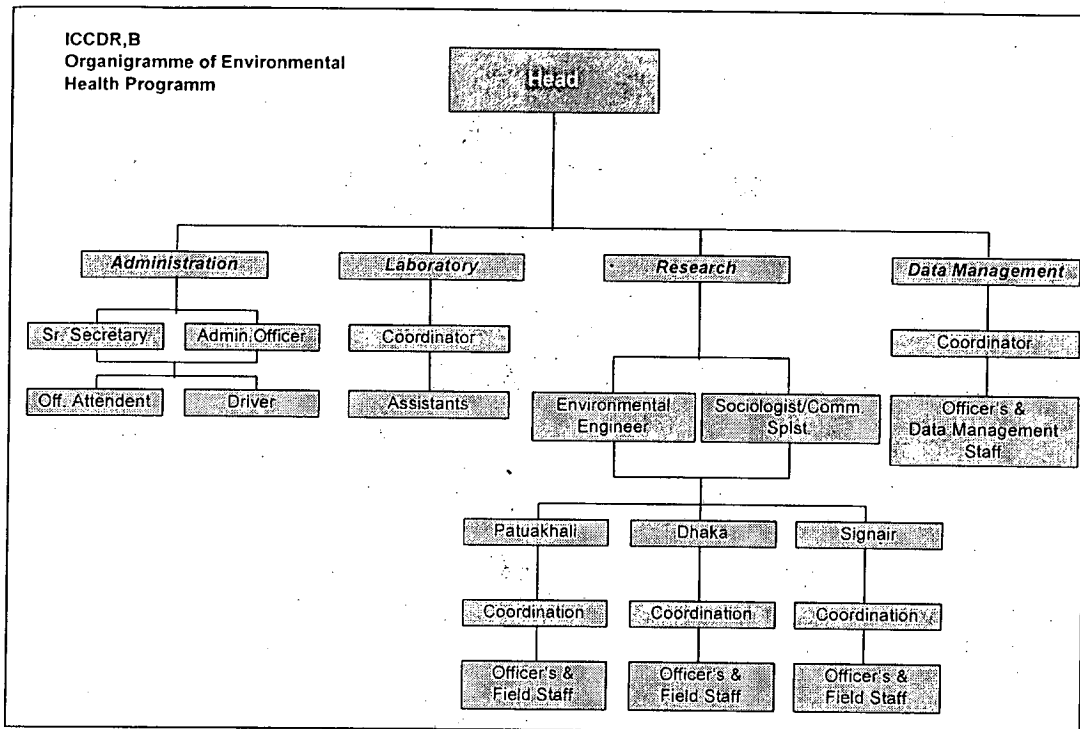 ICCDR,B
Organigramme of Environmental
Health Programm
Head
Administration
Laboratory
Research
Data Management
Sr. Secretary
Admin.Officer
Coordinator
Coordinator
Off. Attendent
Driver
Assistants
Environmental
Engineer
Sociologist/Comm.
Splst.
Officer's &
Data Management
Staff
Patuakhali
Dhaka
Signair
Coordination
Coordination
Coordination
Officer's &
Field Staff
Officer's &
Field Staff
Officer's &
Field Staff